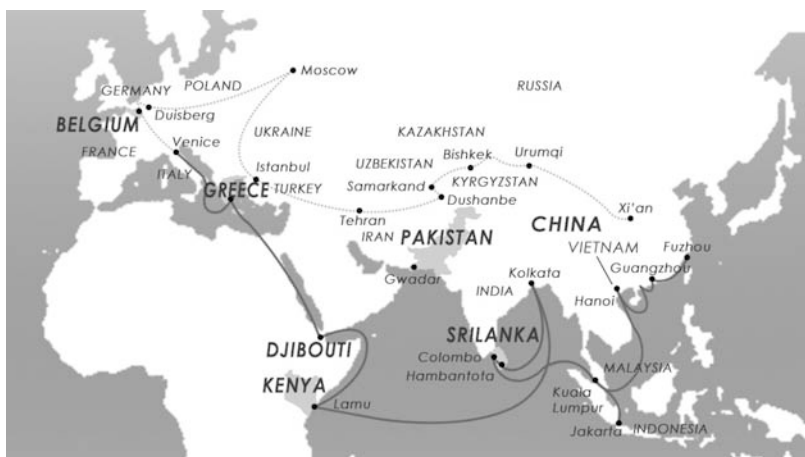 Moscow
RUSSIA
POLAND
GERMANY
Duisberg
BELGIUM
UKRAINE
KAZAKHSTAN
Venice
FRANCE
Bishkek
Urumqi
UZBEKISTAN
Istanbul
ITALY
KYRGYZSTAN
Samarkand
GREECE
TURKEY
Dushanbe
Xi'an
Tehran
CHINA
IRAN
PAKISTAN
VIETNAM
Fuzhou
Guangzhou
Kolkata
Gwadar
INDIA
Hanoi
SRILANKA
DJIBOUTI
Colombo
Hambantota
MALAYSIA
KENYA
Kuala
Lumpur
Lamu
Jakarta
INDONESIA